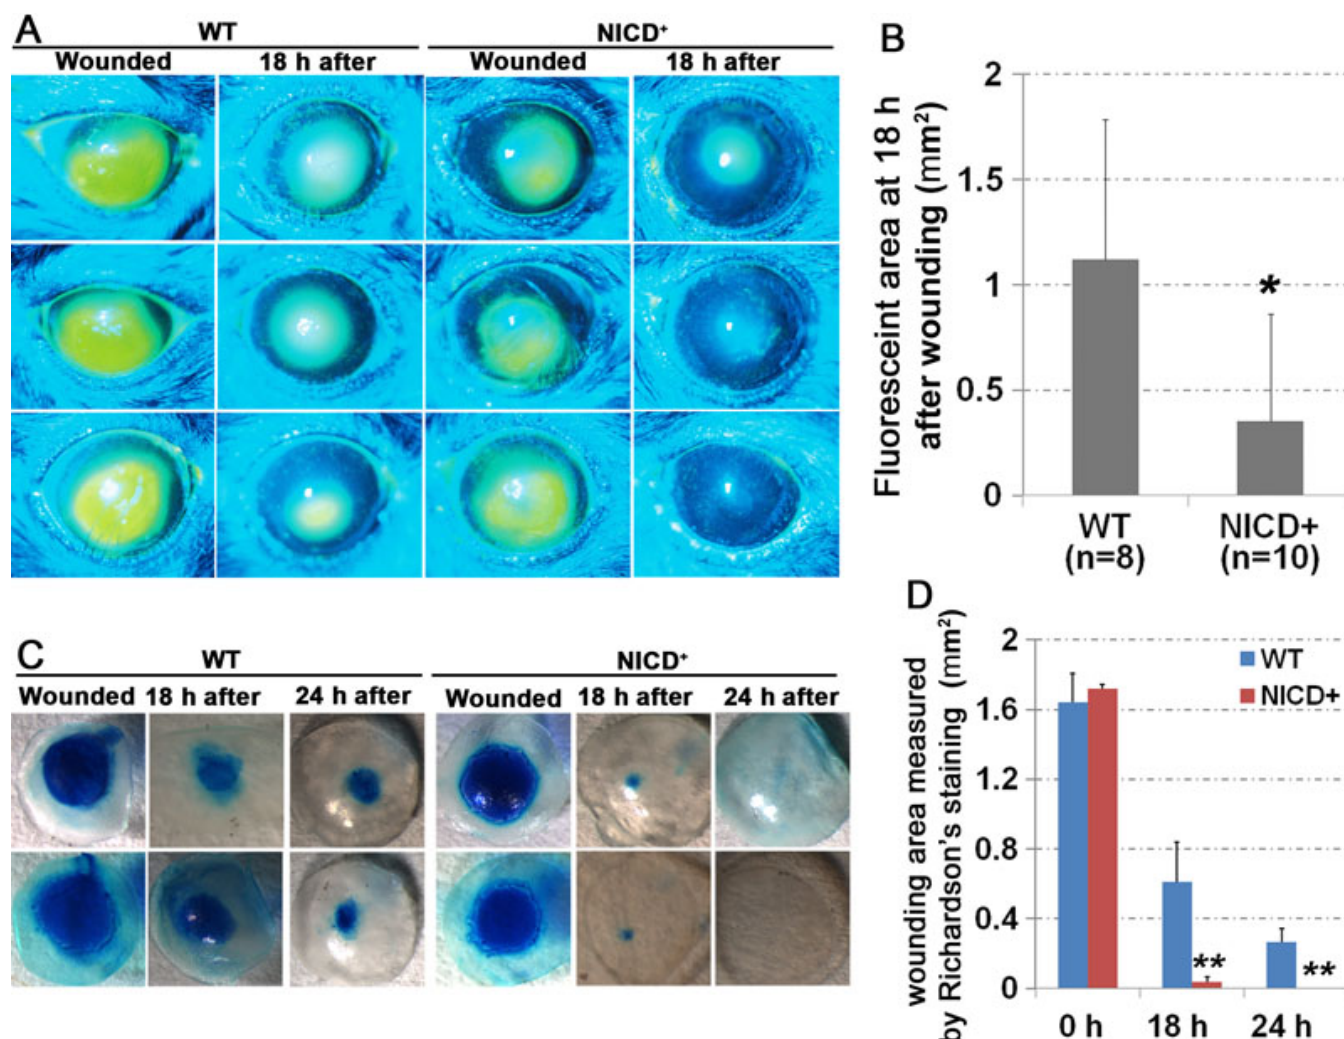 A
WT
NICD⁺
Wounded
18 h after
Wounded
18 h after
B
Fluoresceint area at 18 h
after wounding (mm²)
2
1.5
1
0.5
0
*
WT
(n=8)
NICD+
(n=10)
C
WT
NICD⁺
Wounded
18 h after
24 h after
Wounded
18 h after
24 h after
D
wounding area measured
by Richardson's staining (mm²)
2
1.6
1.2
0.8
0.4
0
WT
NICD+
**
**
0 h
18 h
24 h